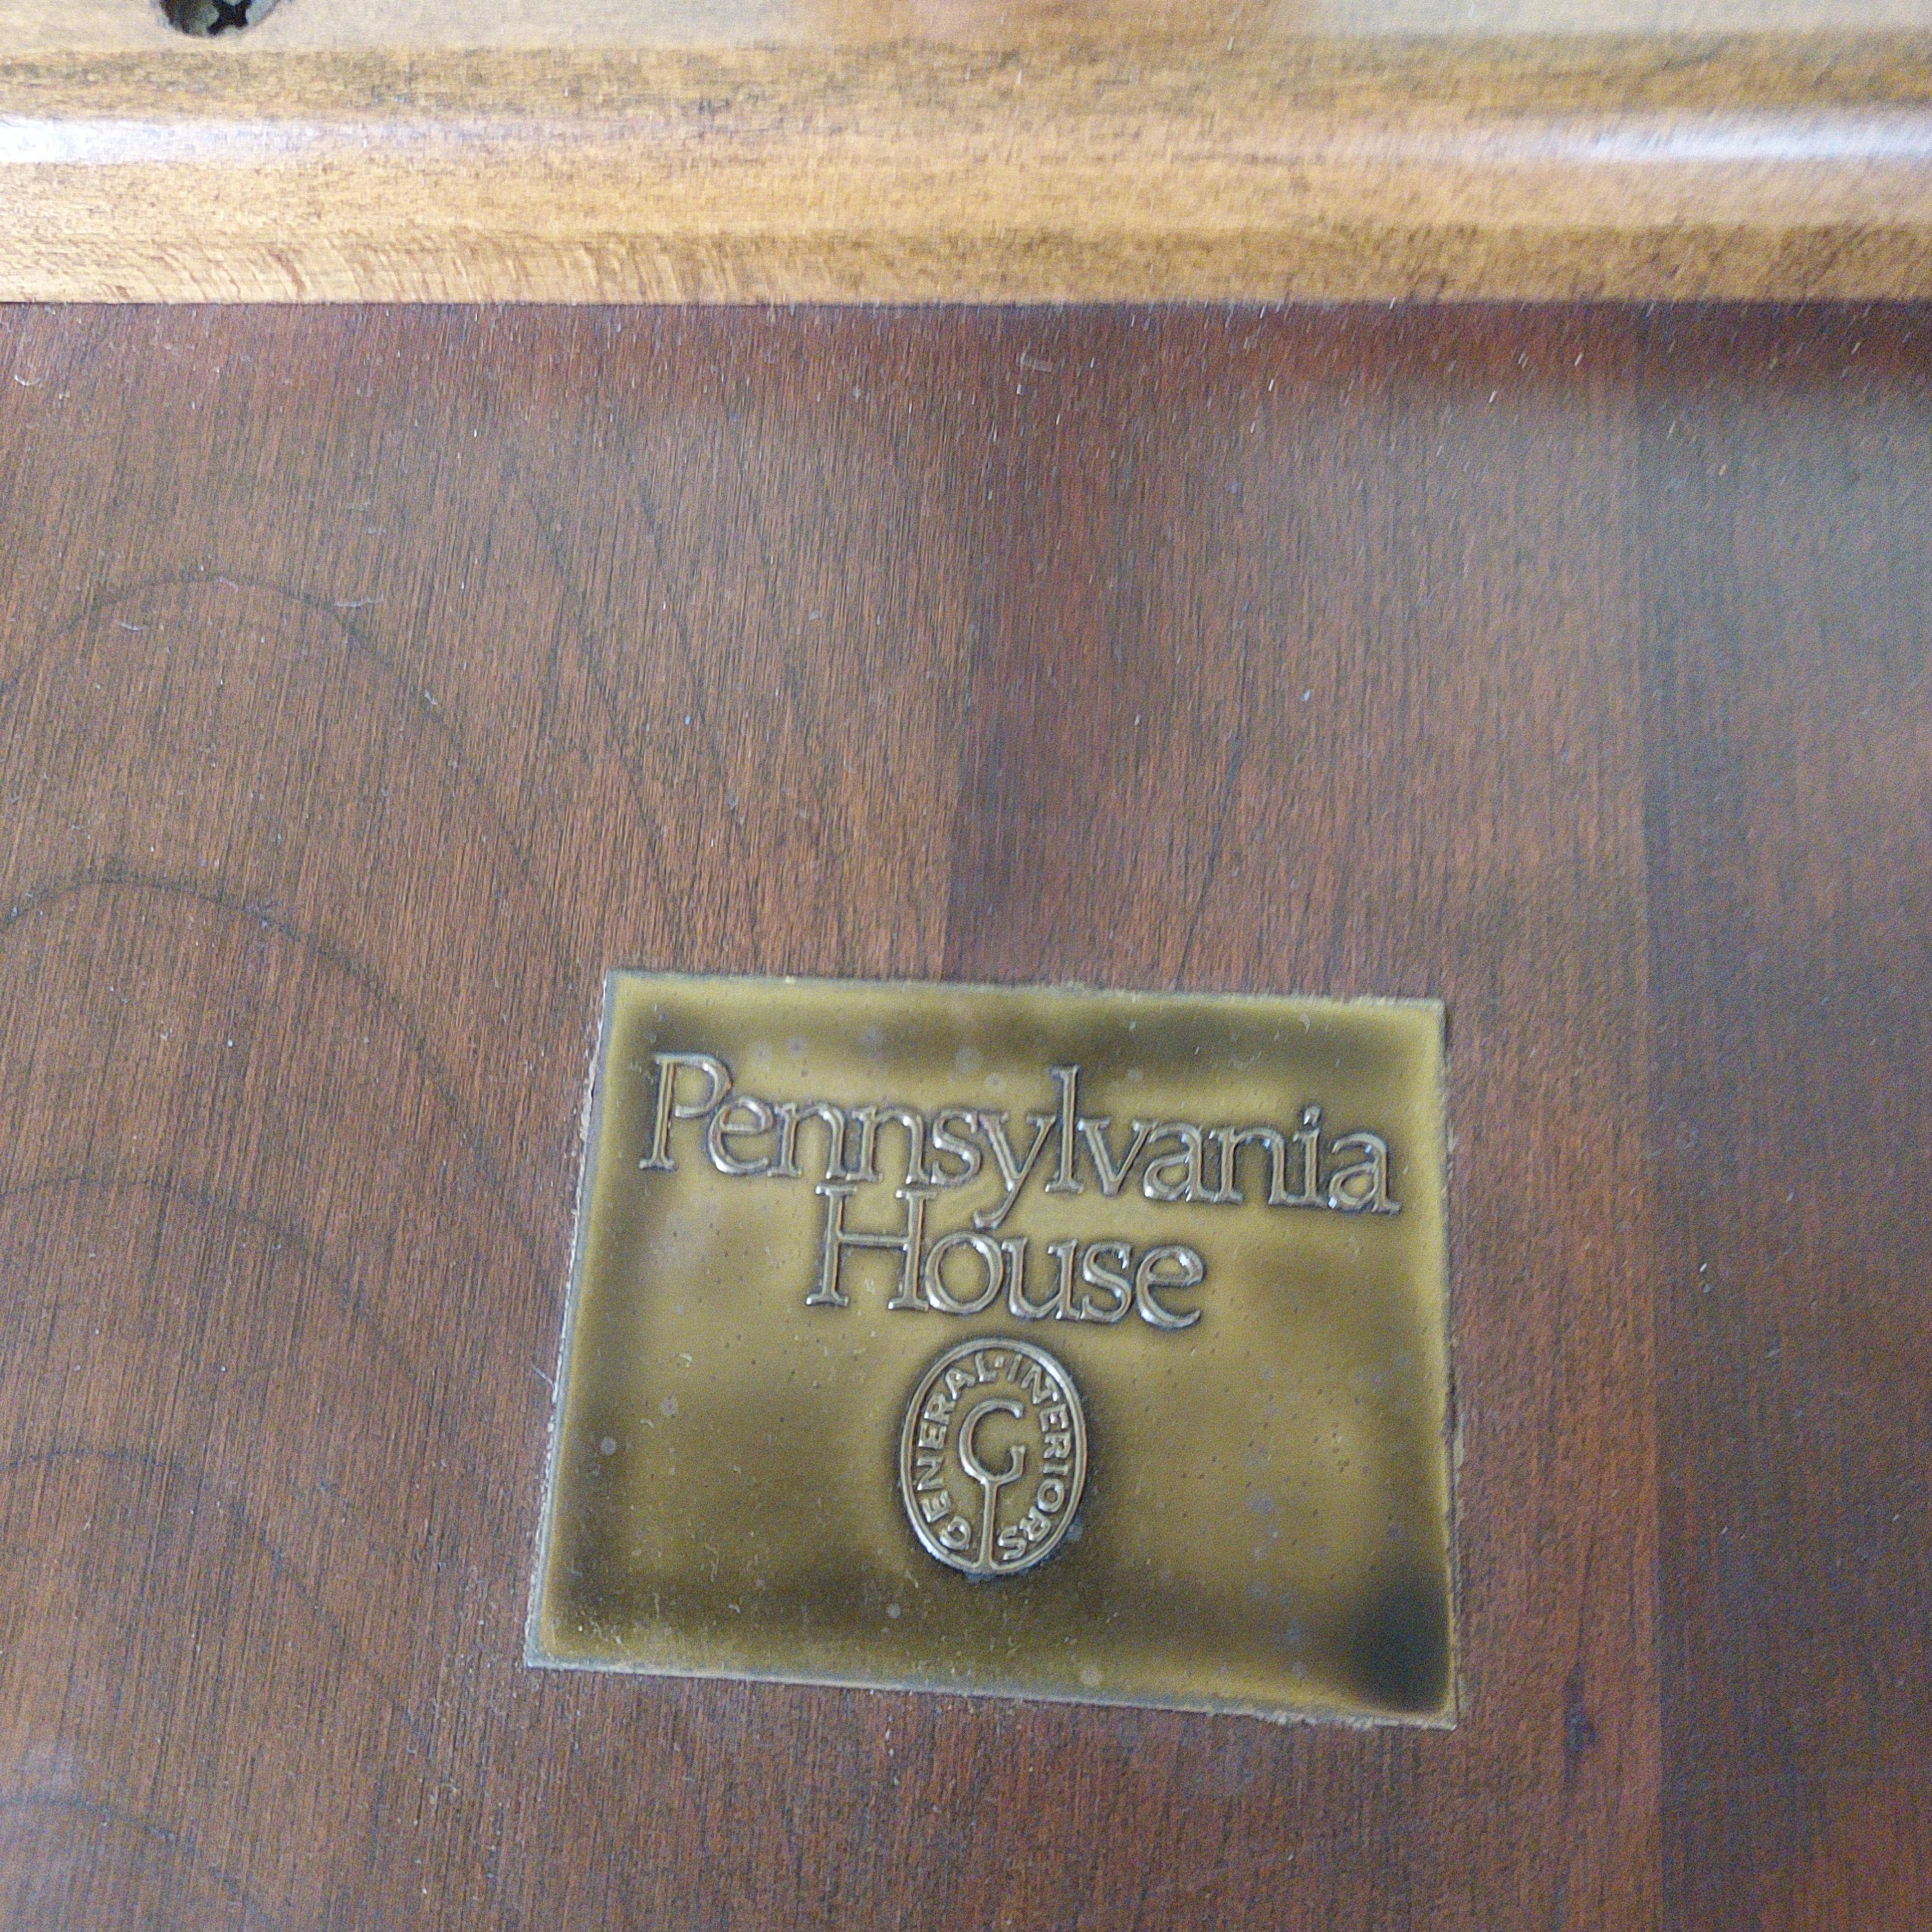 Pennsylvania
House
GENERAL·INTERIORS
G